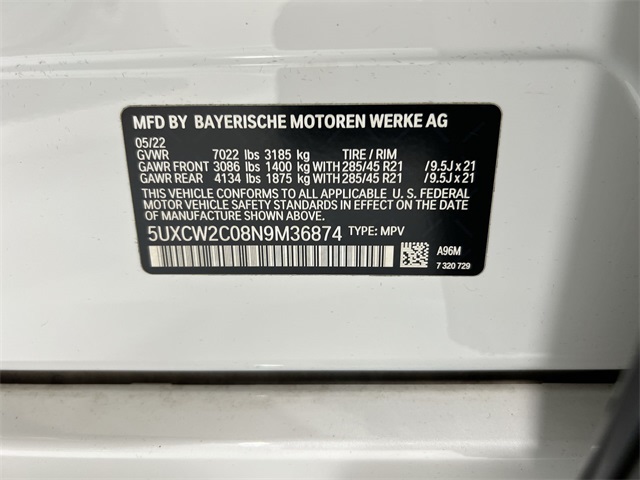 MFD BY BAYERISCHE MOTOREN WERKE AG
05/22
GVWR 7022 lbs 3185 kg TIRE / RIM
GAWR FRONT 3086 lbs 1400 kg WITH 285/45 R21 /9.5J x 21
GAWR REAR 4134 lbs 1875 kg WITH 285/45 R21 /9.5J x 21
THIS VEHICLE CONFORMS TO ALL APPLICABLE U. S. FEDERAL
MOTOR VEHICLE SAFETY STANDARDS IN EFFECT ON THE DATE
OF MANUFACTURE SHOWN ABOVE.
5UXCW2C08N9M36874 TYPE: MPV
A96M
7 320 729